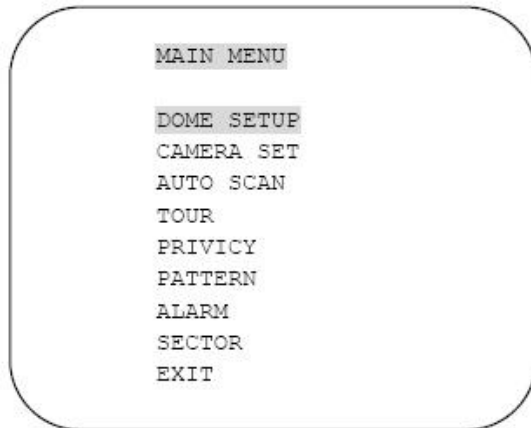 MAIN MENU
DOME SETUP
CAMERA SET
AUTO SCAN
TOUR
PRIVICY
PATTERN
ALARM
SECTOR
EXIT